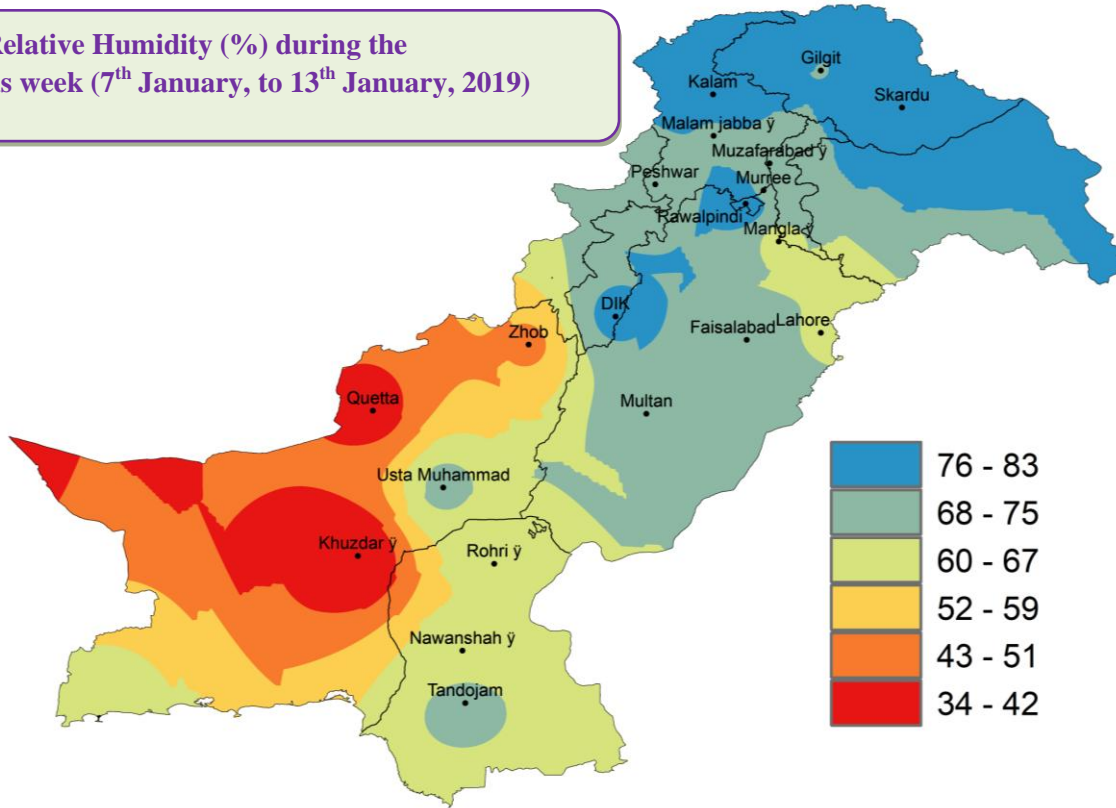 Relative Humidity (%) during the
week (7th January, to 13th January, 2019)
Gilgit
Kalam
Skardu
Malam jabba ÿ
Muzafarabad ÿ
Peshwar
Murree
Rawalpindi
Mangla ÿ
DIK
Zhob
Faisalabad
Lahore
Quetta
Multan
Usta Muhammad
Khuzdar ÿ
Rohri ÿ
Nawanshah ÿ
Tandojam
76 - 83
68 - 75
60 - 67
52 - 59
43 - 51
34 - 42